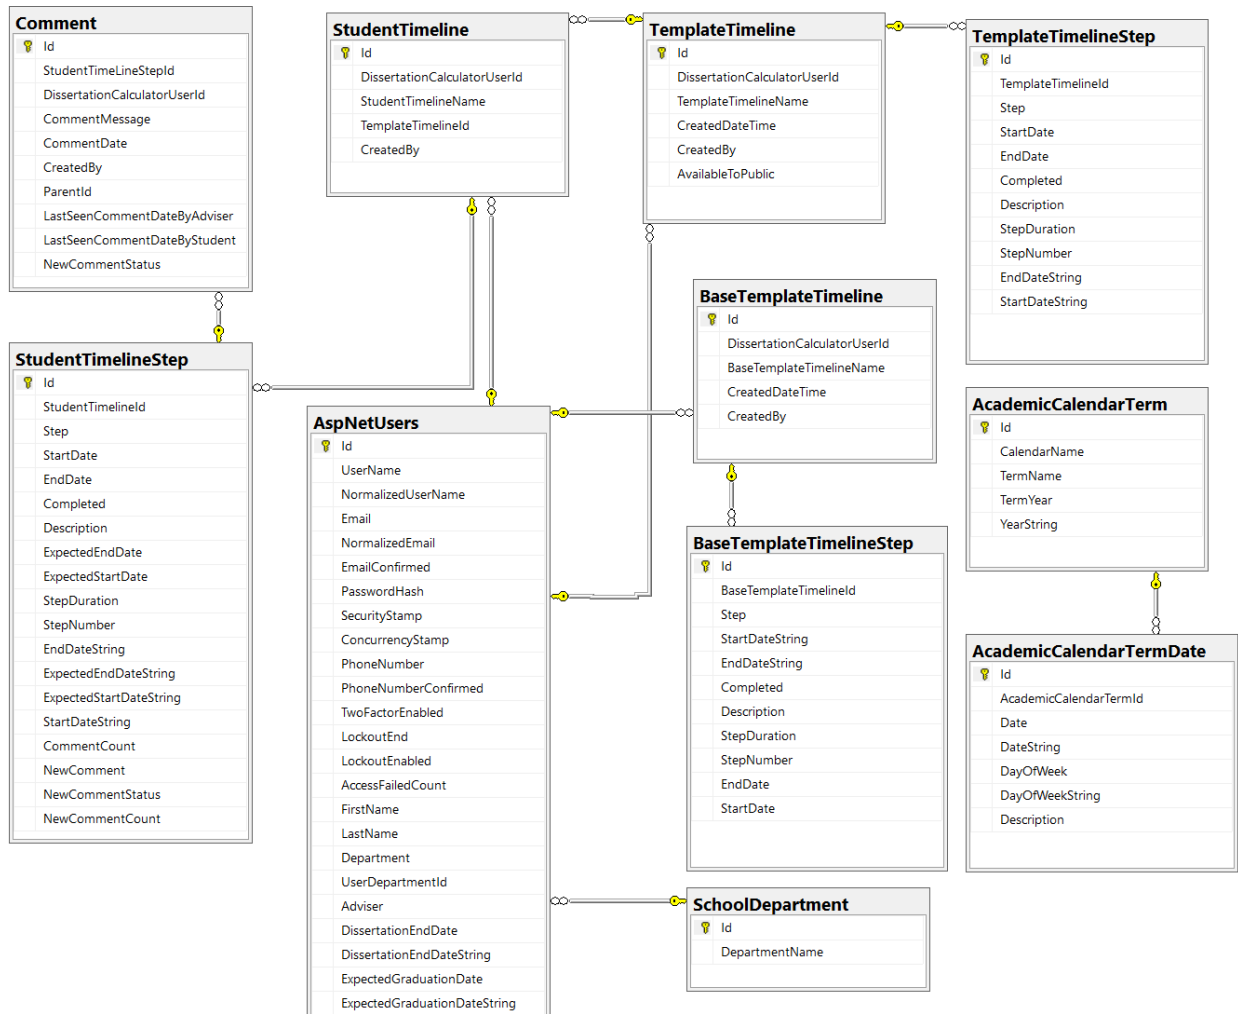 Comment
Id
StudentTimeLineStepId
DissertationCalculatorUserId
CommentMessage
CommentDate
CreatedBy
ParentId
LastSeenCommentDateByAdviser
LastSeenCommentDateByStudent
NewCommentStatus
StudentTimeline
Id
DissertationCalculatorUserId
StudentTimelineName
TemplateTimelineId
CreatedBy
TemplateTimeline
Id
DissertationCalculatorUserId
TemplateTimelineName
CreatedDateTime
CreatedBy
AvailableToPublic
TemplateTimelineStep
Id
TemplateTimelineId
Step
StartDate
EndDate
Completed
Description
StepDuration
StepNumber
EndDateString
StartDateString
BaseTemplateTimeline
Id
DissertationCalculatorUserId
BaseTemplateTimelineName
CreatedDateTime
CreatedBy
StudentTimelineStep
Id
StudentTimelineId
Step
StartDate
EndDate
Completed
Description
ExpectedEndDate
ExpectedStartDate
StepDuration
StepNumber
EndDateString
ExpectedEndDateString
ExpectedStartDateString
StartDateString
CommentCount
NewComment
NewCommentStatus
NewCommentCount
AspNetUsers
Id
UserName
NormalizedUserName
Email
NormalizedEmail
EmailConfirmed
PasswordHash
SecurityStamp
ConcurrencyStamp
PhoneNumber
PhoneNumberConfirmed
TwoFactorEnabled
LockoutEnd
LockoutEnabled
AccessFailedCount
FirstName
LastName
Department
UserDepartmentId
Adviser
DissertationEndDate
DissertationEndDateString
ExpectedGraduationDate
ExpectedGraduationDateString
AcademicCalendarTerm
Id
CalendarName
TermName
TermYear
YearString
BaseTemplateTimelineStep
Id
BaseTemplateTimelineId
Step
StartDateString
EndDateString
Completed
Description
StepDuration
StepNumber
EndDate
StartDate
AcademicCalendarTermDate
Id
AcademicCalendarTermId
Date
DateString
DayOfWeek
DayOfWeekString
Description
SchoolDepartment
Id
DepartmentName